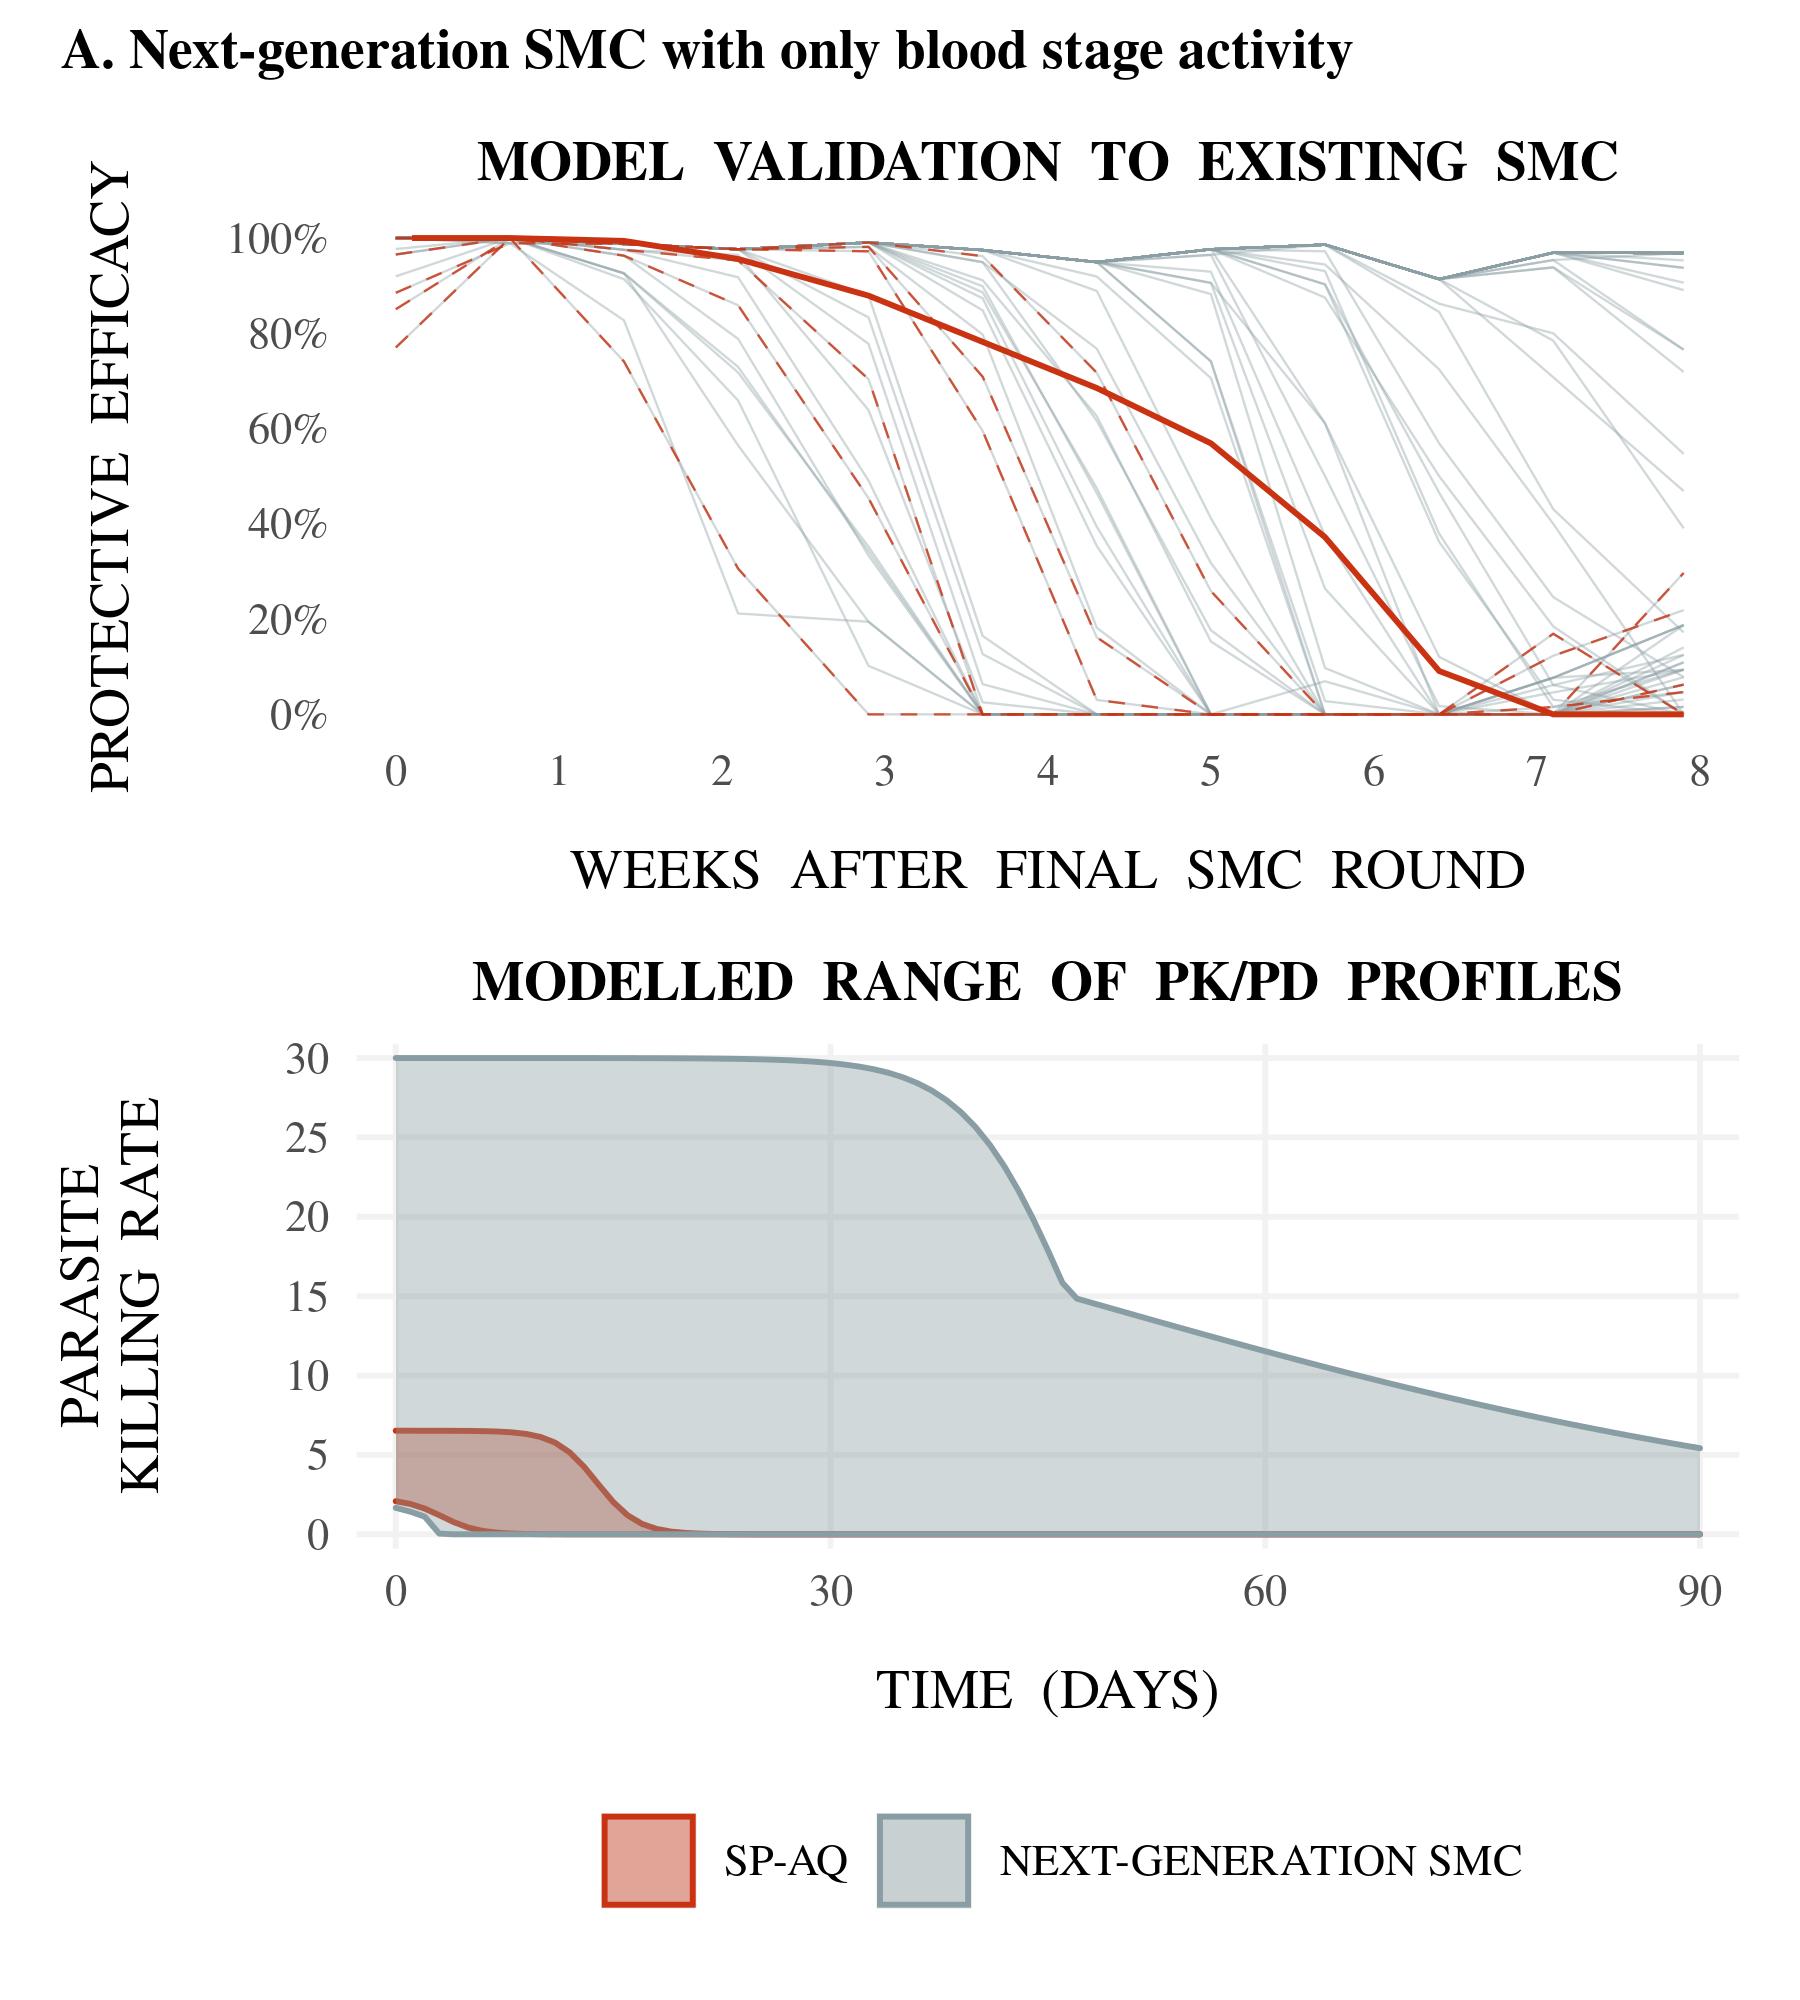 A. Next-generation SMC with only blood stage activity
MODEL VALIDATION TO EXISTING SMC
PROTECTIVE EFFICACY
100%
80%
60%
40%
20%
0%
0 1 2 3 4 5 6 7 8
WEEKS AFTER FINAL SMC ROUND
MODELLED RANGE OF PK/PD PROFILES
PARASITE
KILLING RATE
30
25
20
15
10
5
0
0 30 60 90
TIME (DAYS)
SP-AQ NEXT-GENERATION SMC